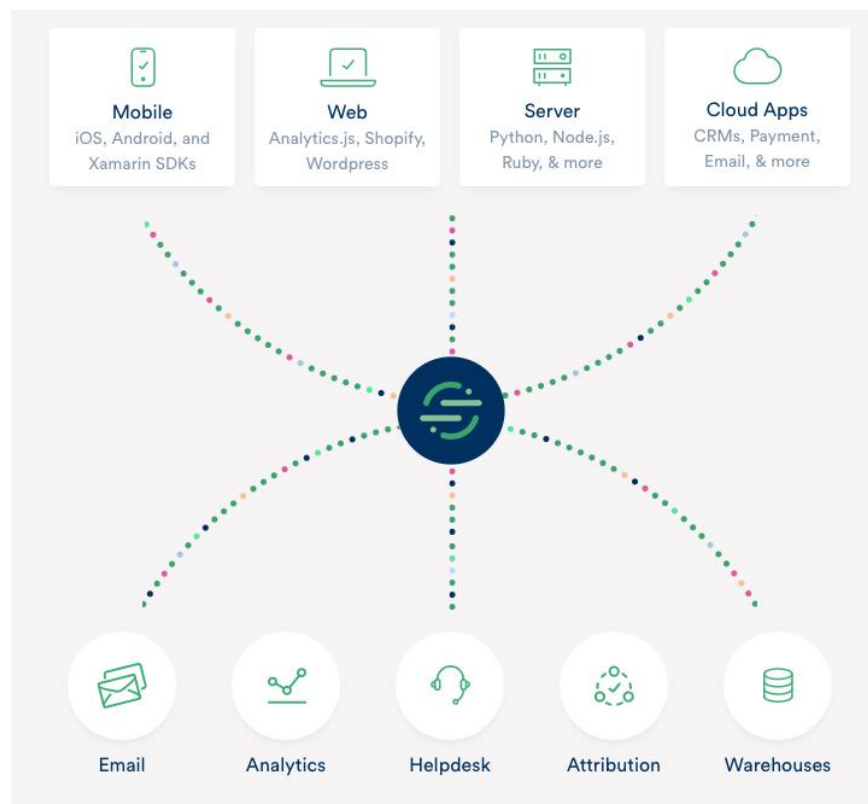 Mobile
iOS, Android, and
Xamarin SDKs
Web
Analytics.js, Shopify,
Wordpress
Server
Python, Node.js,
Ruby, & more
Cloud Apps
CRMs, Payment,
Email, & more
Email
Analytics
Helpdesk
Attribution
Warehouses